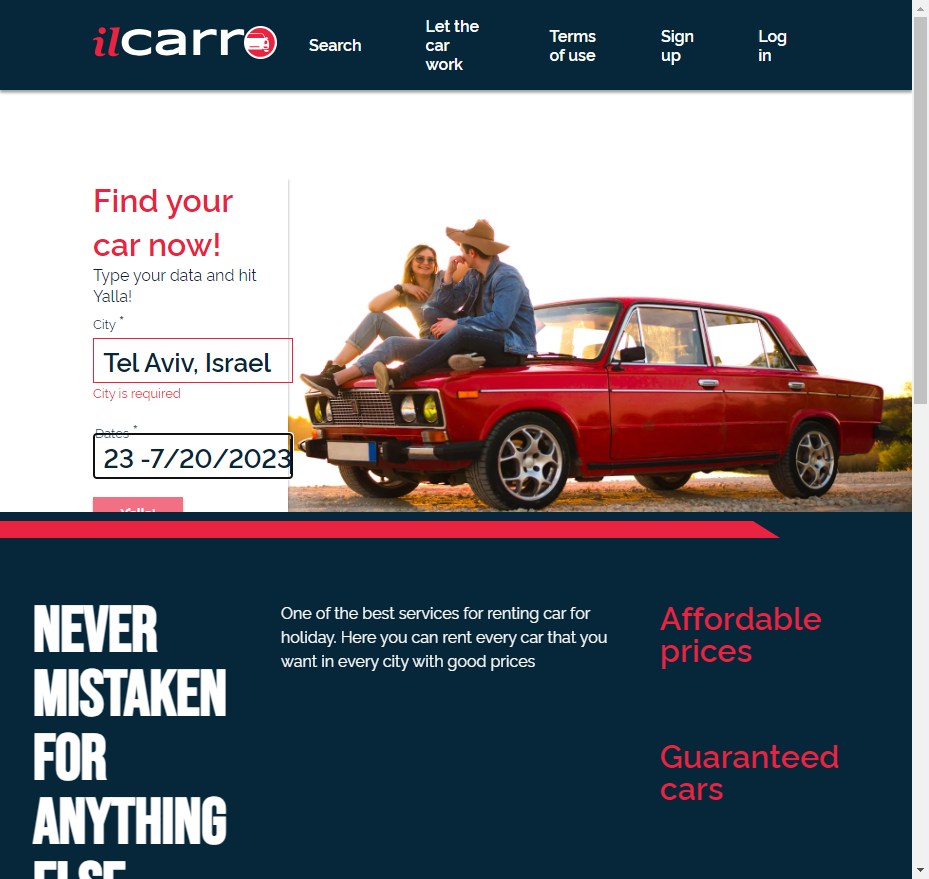 ilcarro
Search
Let the
car
work
Terms
of use
Sign
up
Log
in
Find your
car now!
Type your data and hit
Yalla!
City *
Tel Aviv, Israel
City is required
Dates *
23 -7/20/2023
Yalla!
NEVER
MISTAKEN
FOR
ANYTHING
ELSE
One of the best services for renting car for
holiday. Here you can rent every car that you
want in every city with good prices
Affordable
prices
Guaranteed
cars